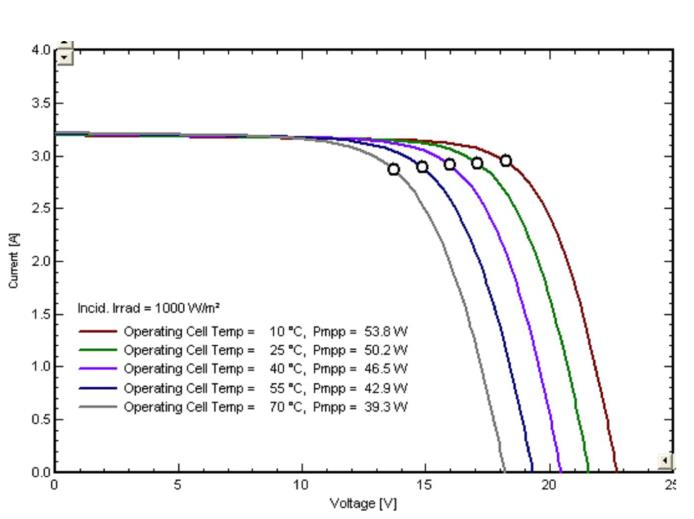 4.0
3.5
3.0
2.5
2.0
1.5
1.0
0.5
0.0
Current [A]
Incid. Irrad = 1000 W/m²
Operating Cell Temp = 10 °C, Pmpp = 53.8 W
Operating Cell Temp = 25 °C, Pmpp = 50.2 W
Operating Cell Temp = 40 °C, Pmpp = 46.5 W
Operating Cell Temp = 55 °C, Pmpp = 42.9 W
Operating Cell Temp = 70 °C, Pmpp = 39.3 W
0 5 10 15 20 25
Voltage [V]